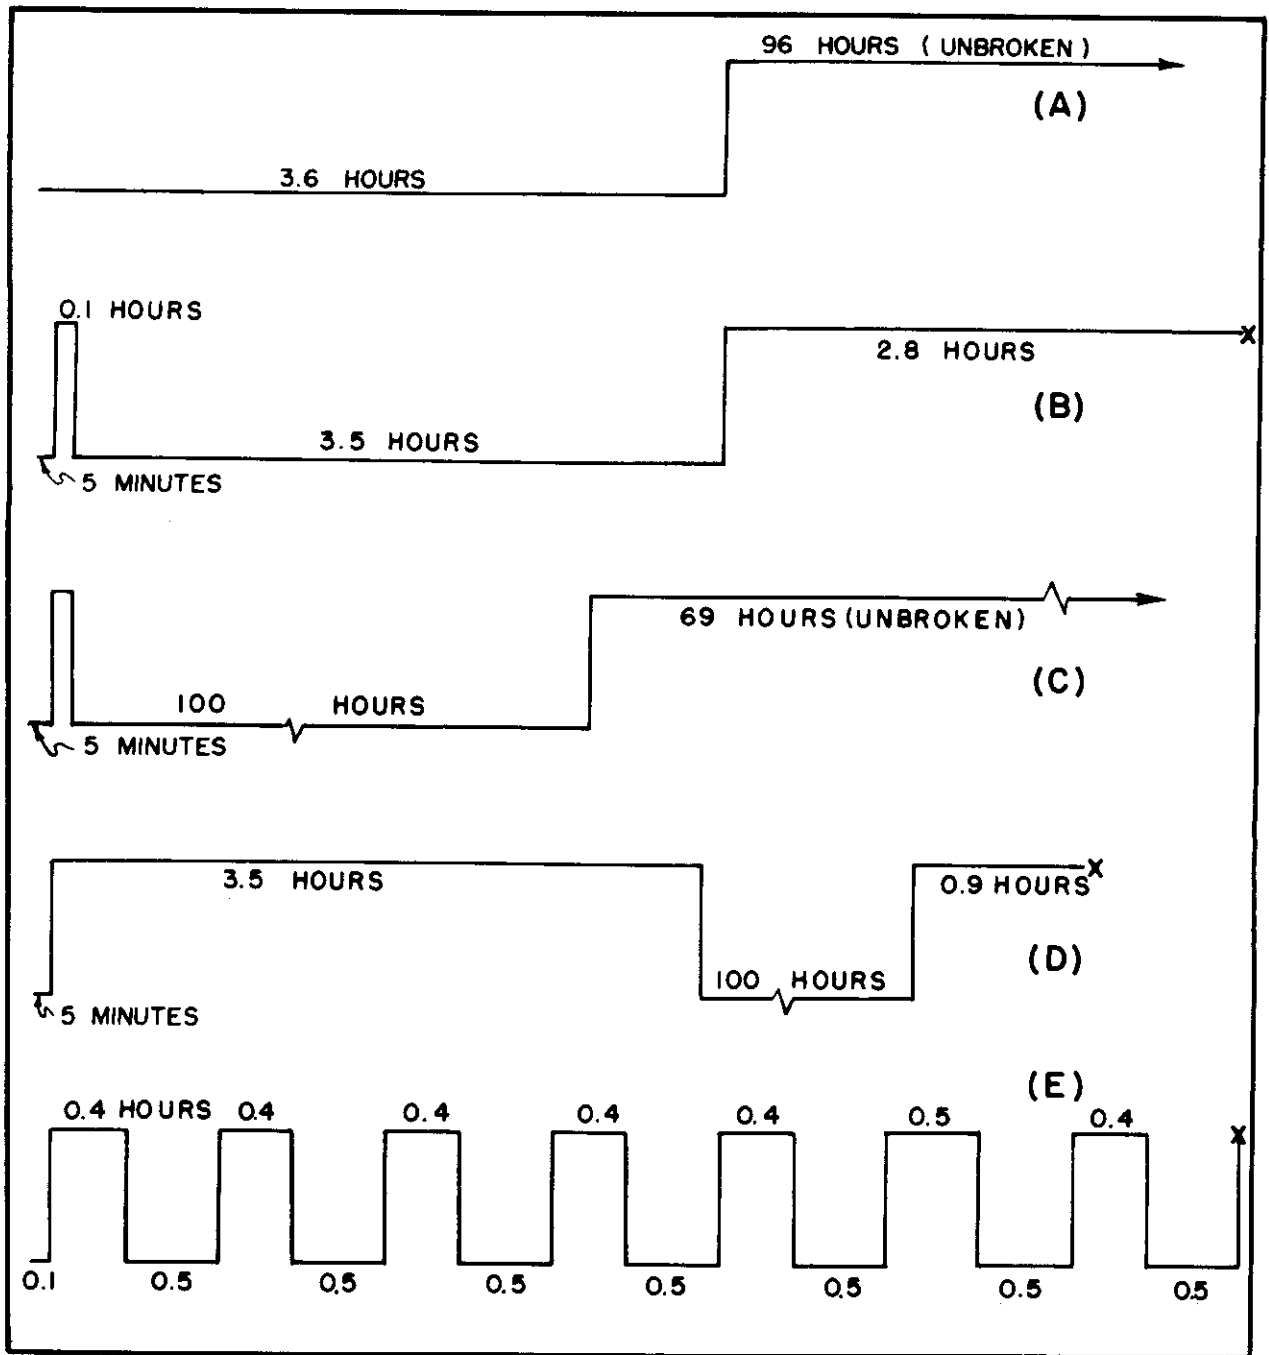 96 HOURS (UNBROKEN)
(A)
3.6 HOURS
0.1 HOURS
2.8 HOURS
(B)
3.5 HOURS
5 MINUTES
69 HOURS (UNBROKEN)
(C)
100 HOURS
5 MINUTES
3.5 HOURS
0.9 HOURS
X
(D)
100 HOURS
5 MINUTES
(E)
0.4 HOURS 0.4 0.4 0.4 0.4 0.5 0.4
0.1 0.5 0.5 0.5 0.5 0.5 0.5 0.5